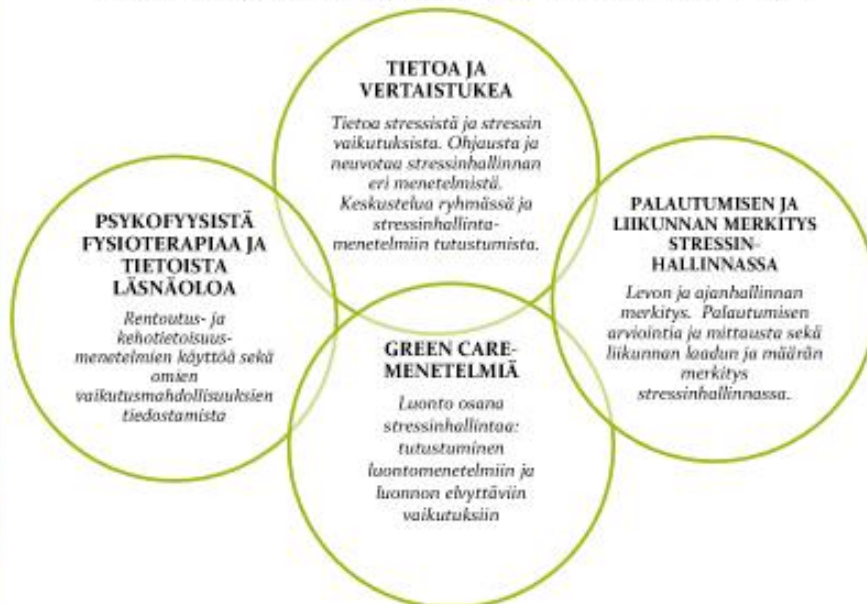 TIETOA JA
VERTAISTUKEA
Tietoa stressistä ja stressin
vaikutuksista. Ohjausta ja
neuvotaa stressinhallinnan
eri menetelmistä.
Keskustelua ryhmässä ja
stressinhallinta-
menetelmiin tutustumista.
PSYKOFYYSISTÄ
FYSIOTERAPIAA JA
TIETOISTA
LÄSNÄOLOA
Rentoutus- ja
kehotietoisuus-
menetelmien käyttöä sekä
omien
vaikutusmahdollisuuksien
tiedostamista
PALAUTUMISEN JA
LIIKUNNAN MERKITYS
STRESSIN-
HALLINNASSA
Levon ja ajanhallinnan
merkitys. Palautumisen
arviointia ja mittausta sekä
liikunnan laadun ja määrän
merkitys
stressinhallinnassa.
GREEN CARE-
MENETELMIÄ
Luonto osana
stressinhallintaa:
tutustuminen
luontomenetelmiin ja
luonnon elvyttäviin
vaikutuksiin